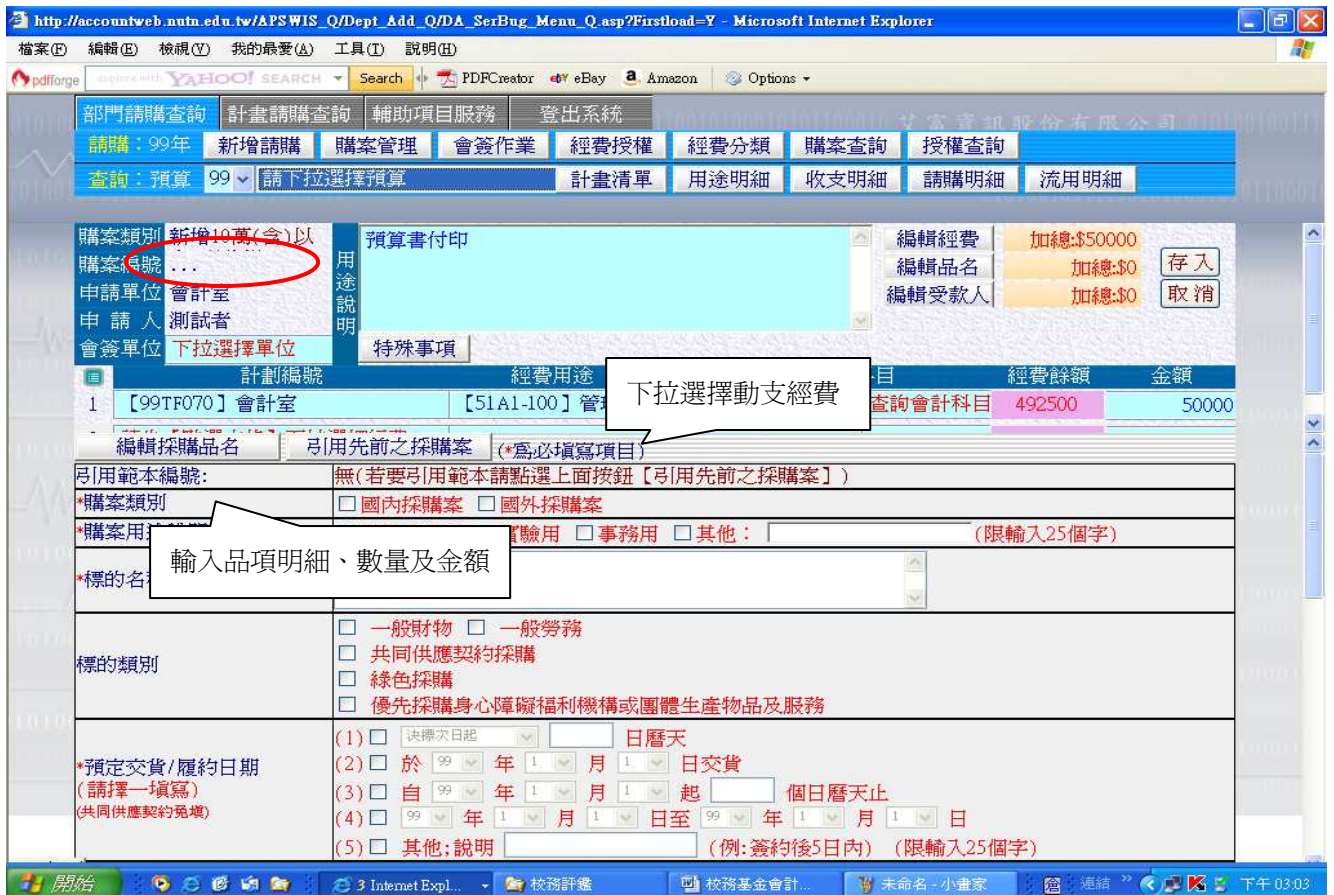 http://accountweb.nutn.edu.tw/APSWIS_Q/Dept_Add_Q/DA_SerBug_Menu_Q.asp?Firstload=Y - Microsoft Internet Explorer
檔案(F) 編輯(E) 檢視(V) 我的最愛(A) 工具(T) 說明(H)
pdfforge explore with YAHOO! SEARCH Search PDFCreator eBay Amazon Options
部門請購查詢 計畫請購查詢 輔助項目服務 登出系統
艾富資訊股份有限公司
請購：99年 新增請購 購案管理 會簽作業 經費授權 經費分類 購案查詢 授權查詢
查詢：預算 99 請下拉選擇預算 計畫清單 用途明細 收支明細 請購明細 流用明細
購案類別 新增10萬(含)以
購案編號 ...
申請單位 會計室
申 請 人 測試者
會簽單位 下拉選擇單位
用途說明
預算書付印
特殊事項
編輯經費 加總:$50000
編輯品名 加總:$0
編輯受款人 加總:$0
存入
取消
計劃編號 經費用途 目 經費餘額 金額
1 【99TF070】會計室 【51A1-100】管 查詢會計科目 492500 50000
下拉選擇動支經費
編輯採購品名 引用先前之採購案 (*為必填寫項目)
引用範本編號: 無(若要引用範本請點選上面按鈕【引用先前之採購案】)
*購案類別 國內採購案 國外採購案
*購案用 驗用 事務用 其他： (限輸入25個字)
輸入品項明細、數量及金額
*標的名
標的類別
一般財物 一般勞務
共同供應契約採購
綠色採購
優先採購身心障礙福利機構或團體生產物品及服務
*預定交貨/履約日期
(請擇一填寫)
(共同供應契約免填)
(1) 決標次日起 日曆天
(2) 於 99 年 1 月 1 日交貨
(3) 自 99 年 1 月 1 起 個日曆天止
(4) 99 年 1 月 1 日至 99 年 1 月 1 日
(5) 其他;說明 (例:簽約後5日內) (限輸入25個字)
開始 3 Internet Expl... 校務評鑑 校務基金會計... 未命名 - 小畫家 倉 連結 下午 03:03